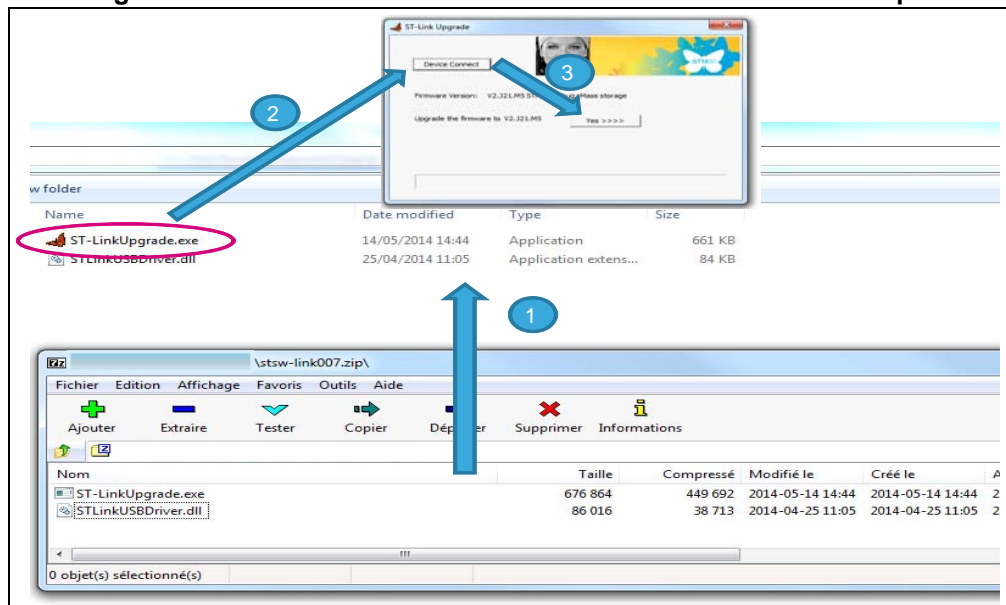 ST-Link Upgrade
Device Connect
3
STM32
Firmware Version: V2.J21.M5 Mass storage
2
Upgrade the firmware to V2.J21.M5
Yes >>>>
w folder
Name Date modified Type Size
ST-LinkUpgrade.exe 14/05/2014 14:44 Application 661 KB
STLinkUSBDriver.dll 25/04/2014 11:05 Application extens... 84 KB
1
\stsw-link007.zip\
Fichier Edition Affichage Favoris Outils Aide
Ajouter Extraire Tester Copier Supprimer Informations
Nom Taille Compressé Modifié le Créé le A
ST-LinkUpgrade.exe 676 864 449 692 2014-05-14 14:44 2014-05-14 14:44 2
STLinkUSBDriver.dll 86 016 38 713 2014-04-25 11:05 2014-04-25 11:05 2
0 objet(s) sélectionné(s)